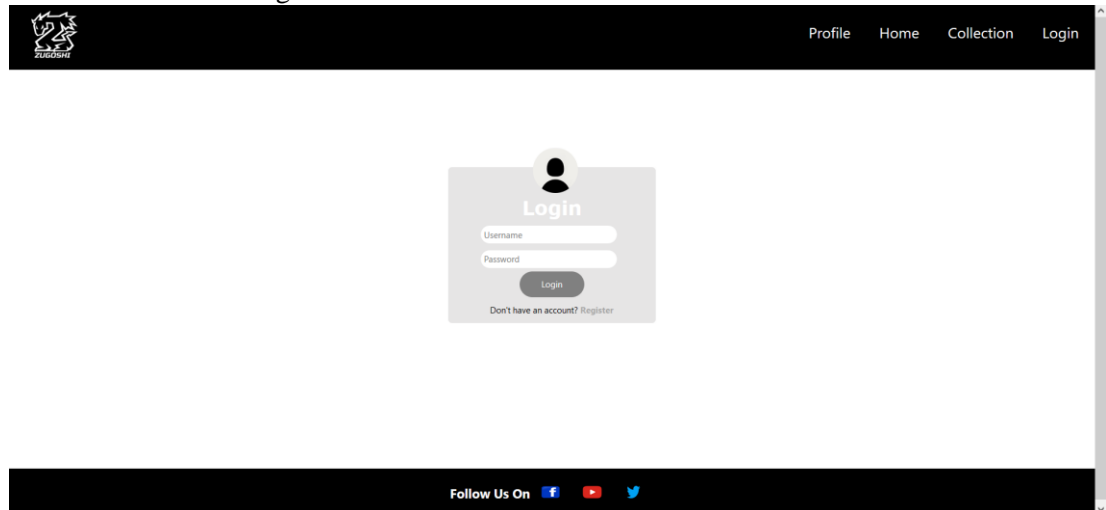 ZUGOSHI
Profile Home Collection Login
Login
Username
Password
Login
Don't have an account? Register
Follow Us On